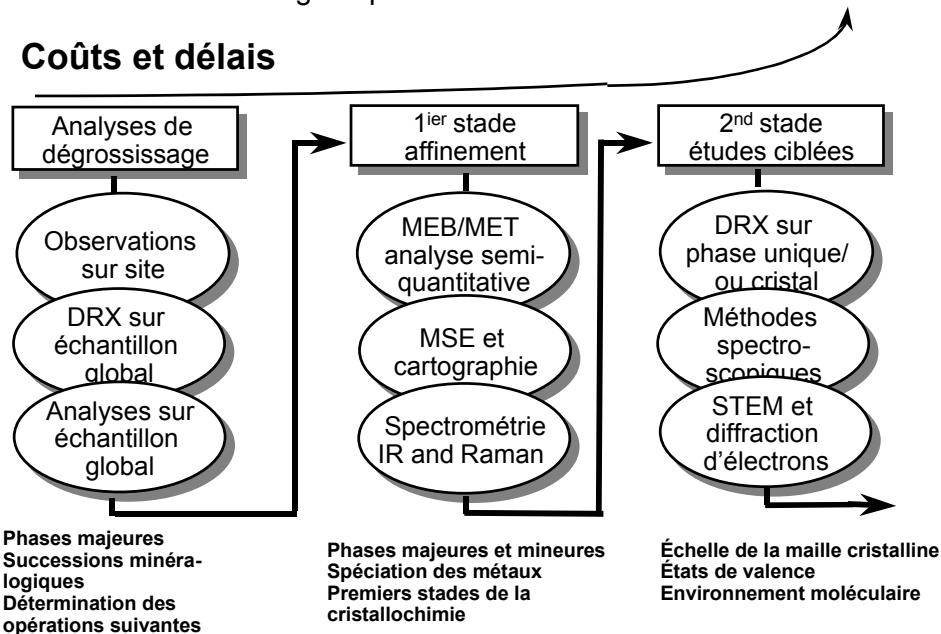 Coûts et délais
Analyses de
dégrossissage
Observations
sur site
DRX sur
échantillon
global
Analyses sur
échantillon
global
Phases majeures
Successions minéra-
logiques
Détermination des
opérations suivantes
1ier stade
affinement
MEB/MET
analyse semi-
quantitative
MSE et
cartographie
Spectrométrie
IR and Raman
Phases majeures et mineures
Spéciation des métaux
Premiers stades de la
cristallochimie
2nd stade
études ciblées
DRX sur
phase unique/
ou cristal
Méthodes
spectro-
scopiques
STEM et
diffraction
d'électrons
Échelle de la maille cristalline
États de valence
Environnement moléculaire